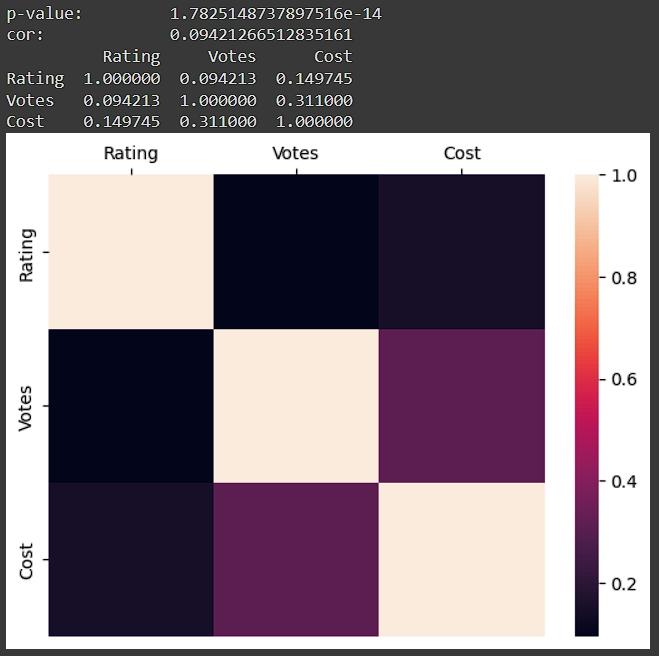 p-value: 1.7825148737897516e-14
cor: 0.09421266512835161
Rating Votes Cost
Rating 1.000000 0.094213 0.149745
Votes 0.094213 1.000000 0.311000
Cost 0.149745 0.311000 1.000000
Rating Votes Cost
1.0
Rating
0.8
0.6
Votes
0.4
Cost
0.2